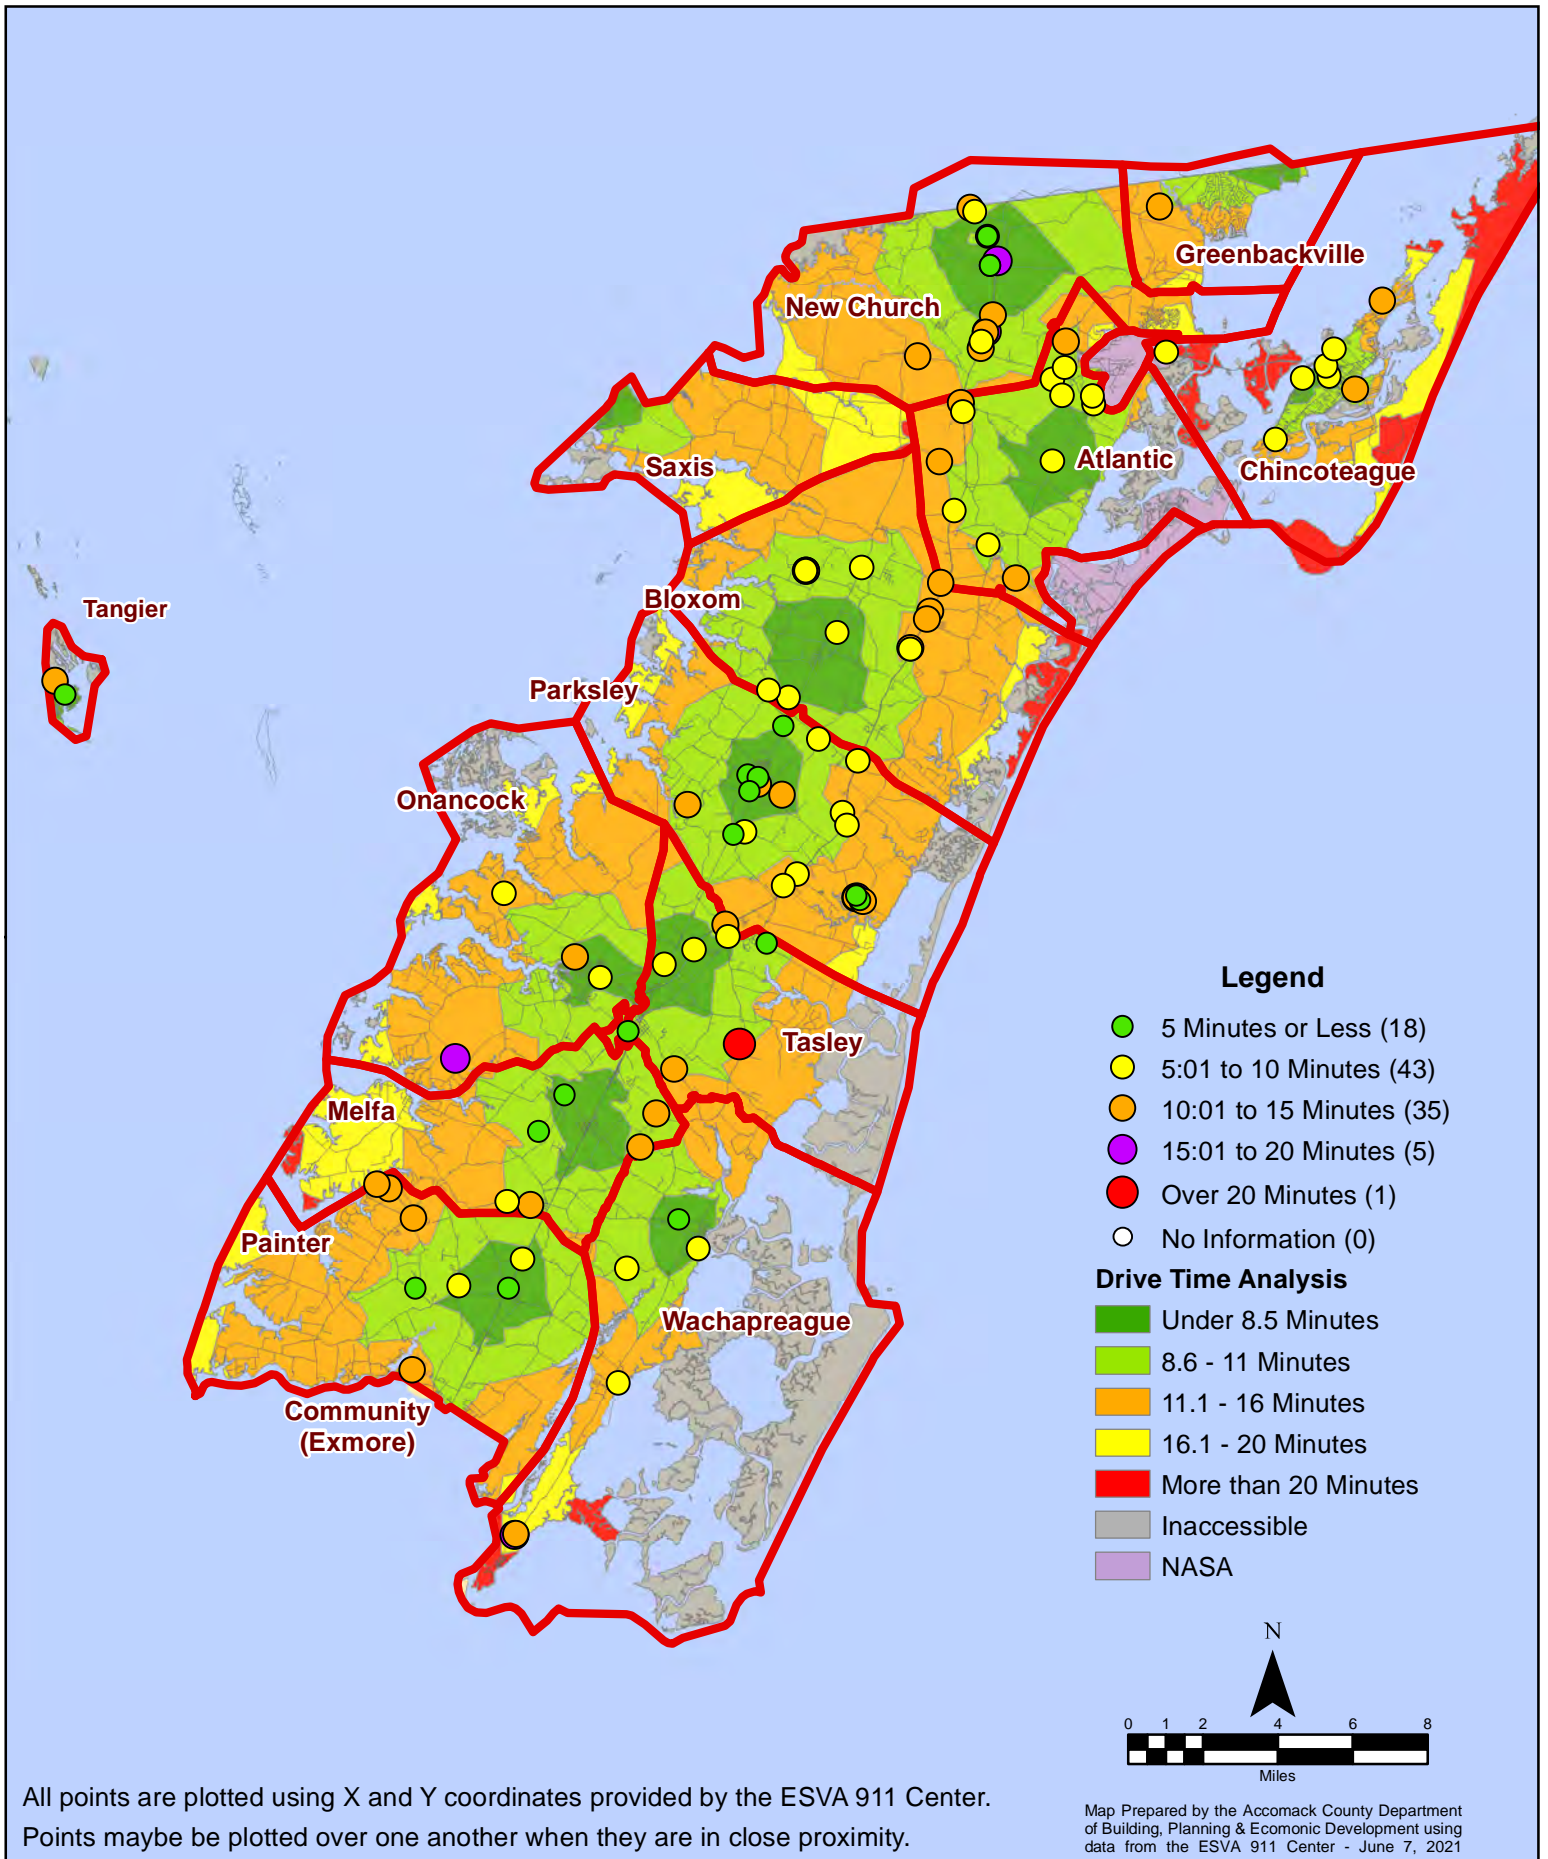 Greenbackville
New Church
Atlantic
Chincoteague
Saxis
Bloxom
Tangier
Parksley
Onancock
Tasley
Melfa
Painter
Wachapreague
Community
(Exmore)
Legend
5 Minutes or Less (18)
5:01 to 10 Minutes (43)
10:01 to 15 Minutes (35)
15:01 to 20 Minutes (5)
Over 20 Minutes (1)
No Information (0)
Drive Time Analysis
Under 8.5 Minutes
8.6 - 11 Minutes
11.1 - 16 Minutes
16.1 - 20 Minutes
More than 20 Minutes
Inaccessible
NASA
N
0 1 2 4 6 8
Miles
All points are plotted using X and Y coordinates provided by the ESVA 911 Center.
Points maybe be plotted over one another when they are in close proximity.
Map Prepared by the Accomack County Department
of Building, Planning & Ecomonic Development using
data from the ESVA 911 Center - June 7, 2021